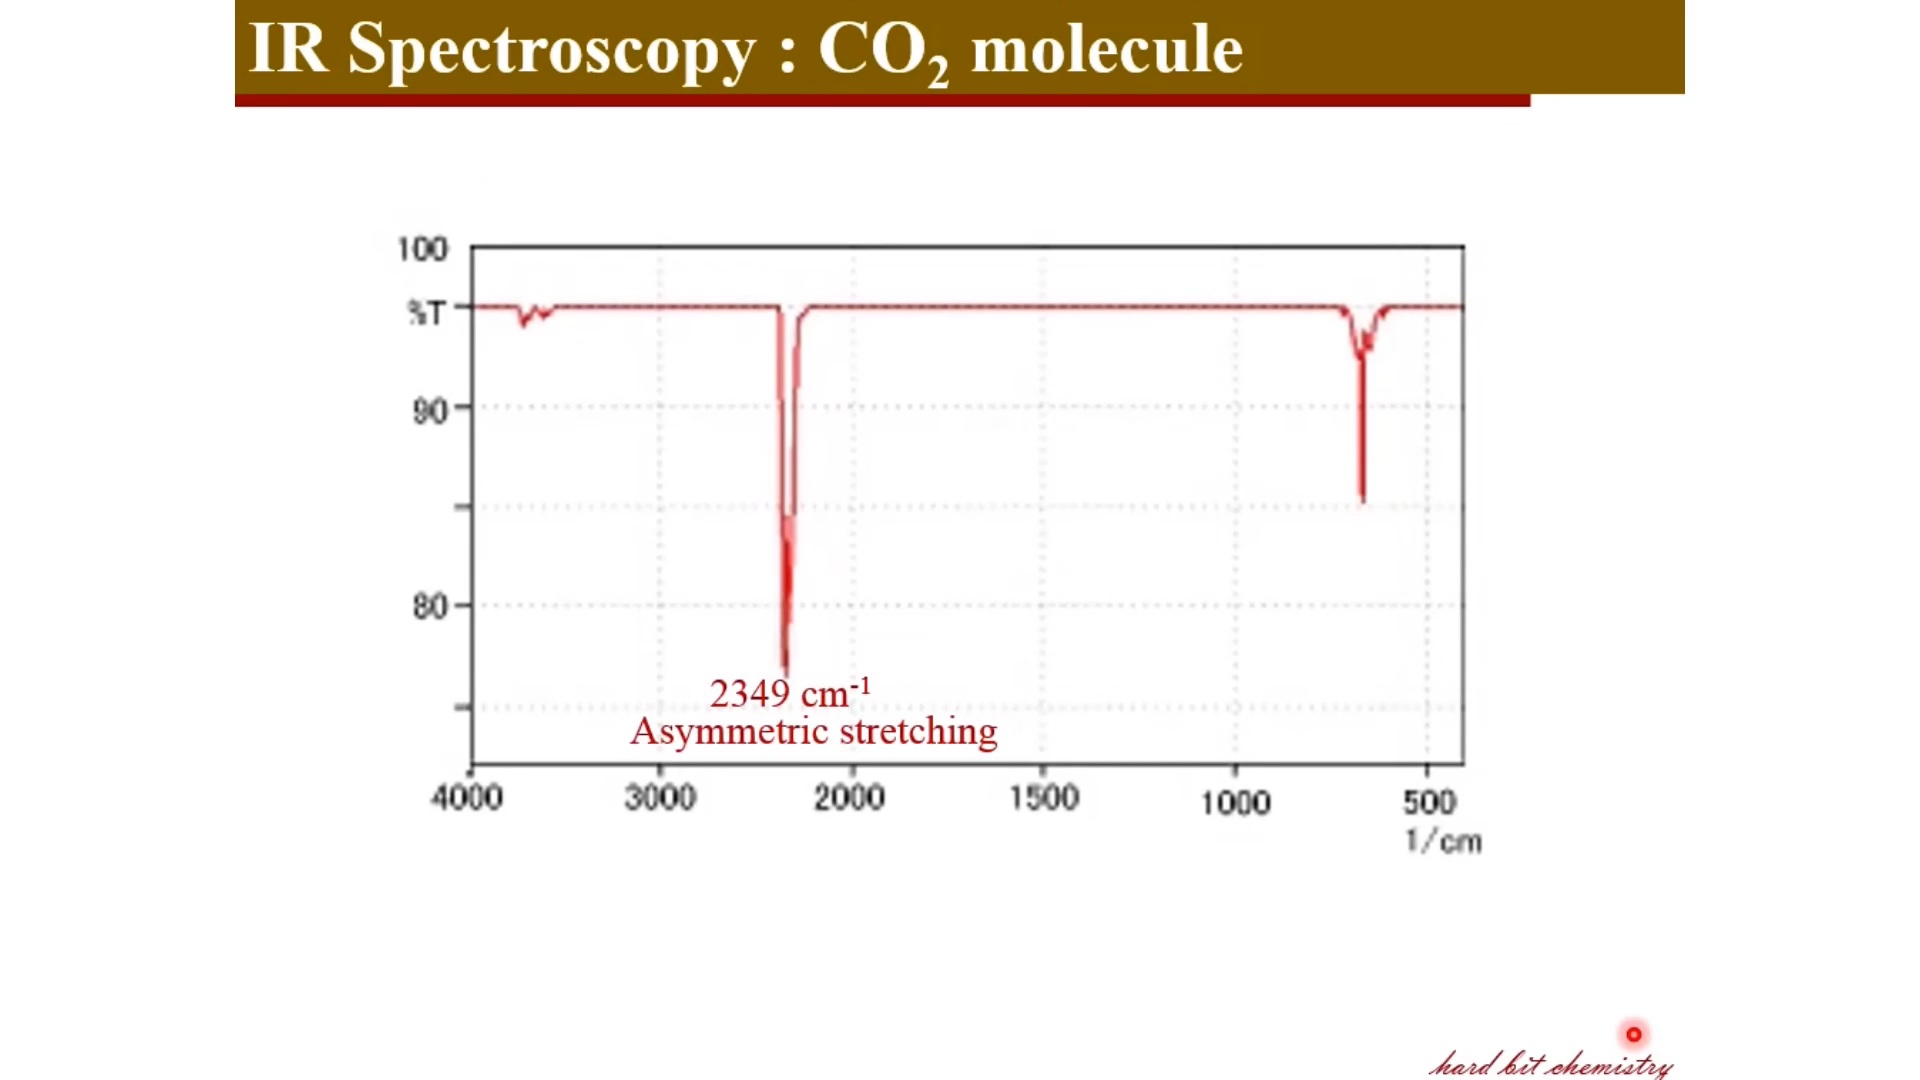 IR Spectroscopy : CO₂ molecule
100
%T
90
80
2349 cm⁻¹
Asymmetric stretching
4000 3000 2000 1500 1000 500
1/cm
hard bit chemistry